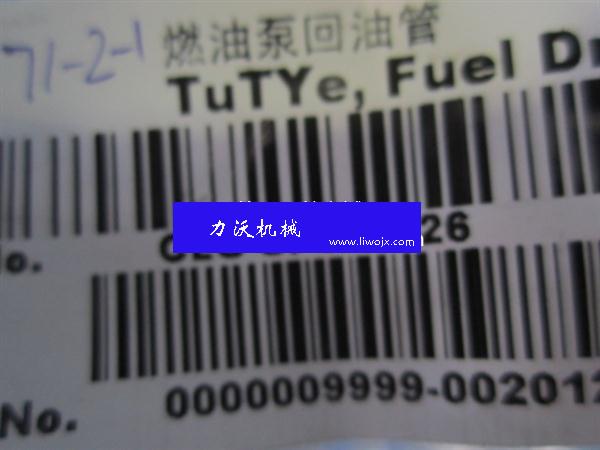 71-2-1 燃油泵回油管
TuTYe, Fuel
力沃机械
www.liwojx.com
No. 26
No. 0000009999-002012